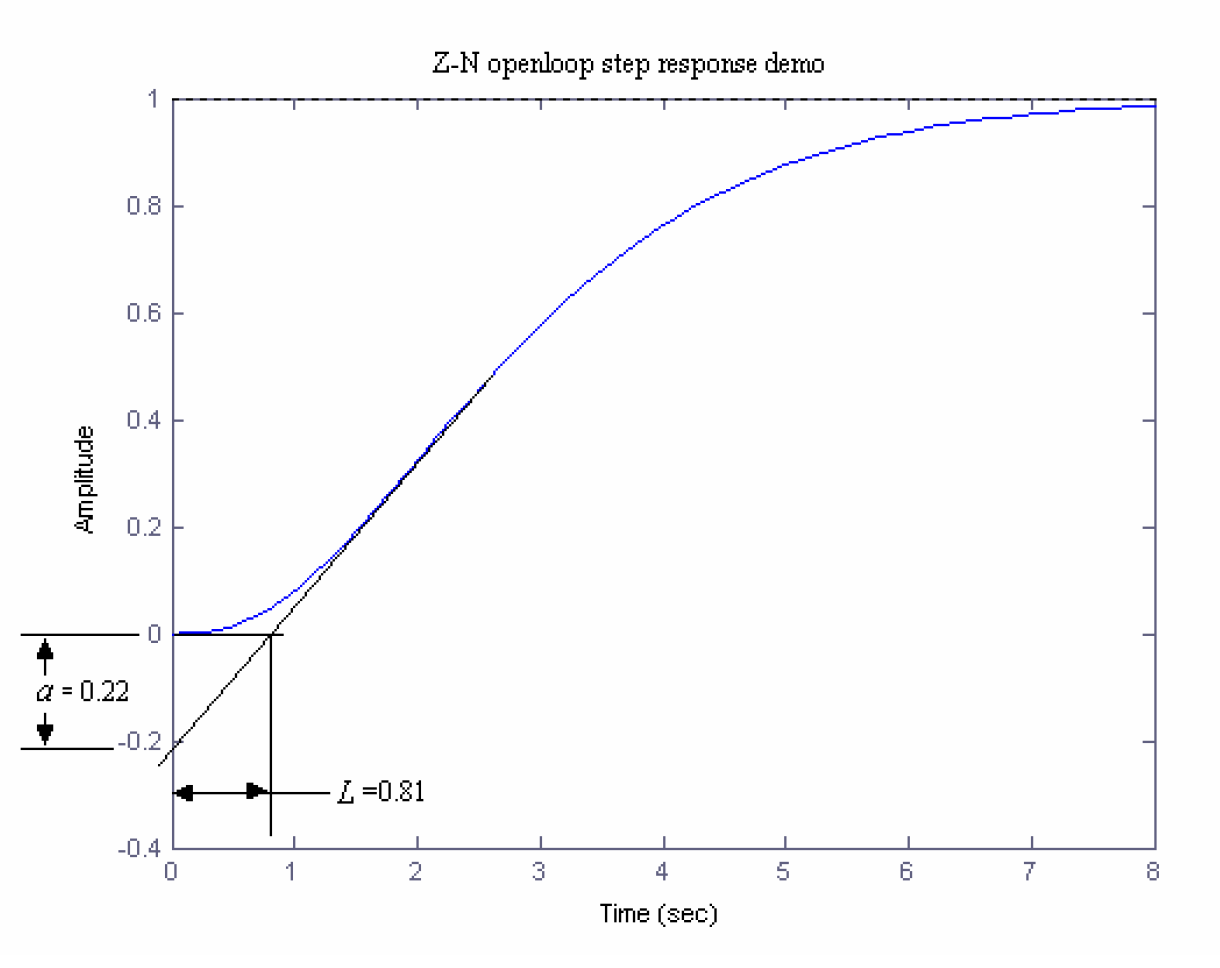 Z-N openloop step response demo
1
0.8
0.6
0.4
0.2
0
-0.2
-0.4
Amplitude
a = 0.22
L =0.81
0 1 2 3 4 5 6 7 8
Time (sec)